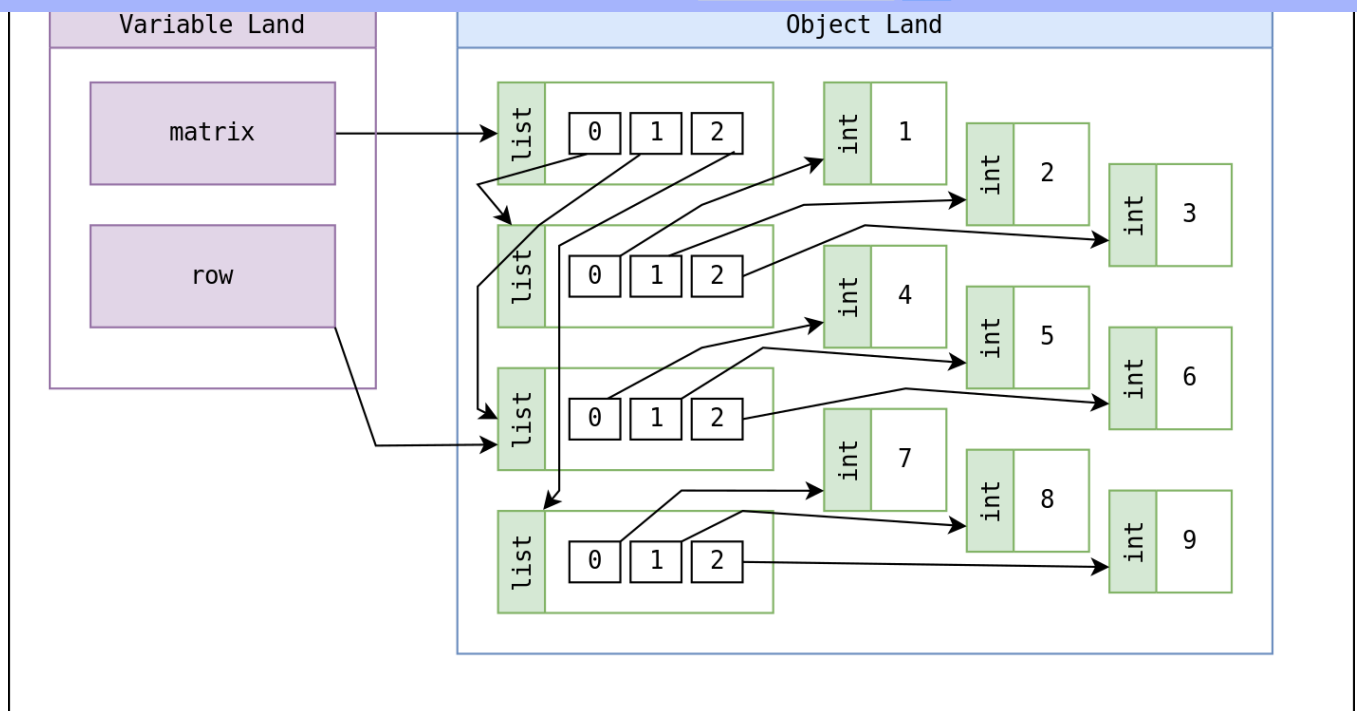 Variable Land
Object Land
matrix
list
0 1 2
int
1
int
2
int
3
row
list
0 1 2
int
4
int
5
int
6
list
0 1 2
int
7
int
8
int
9
list
0 1 2